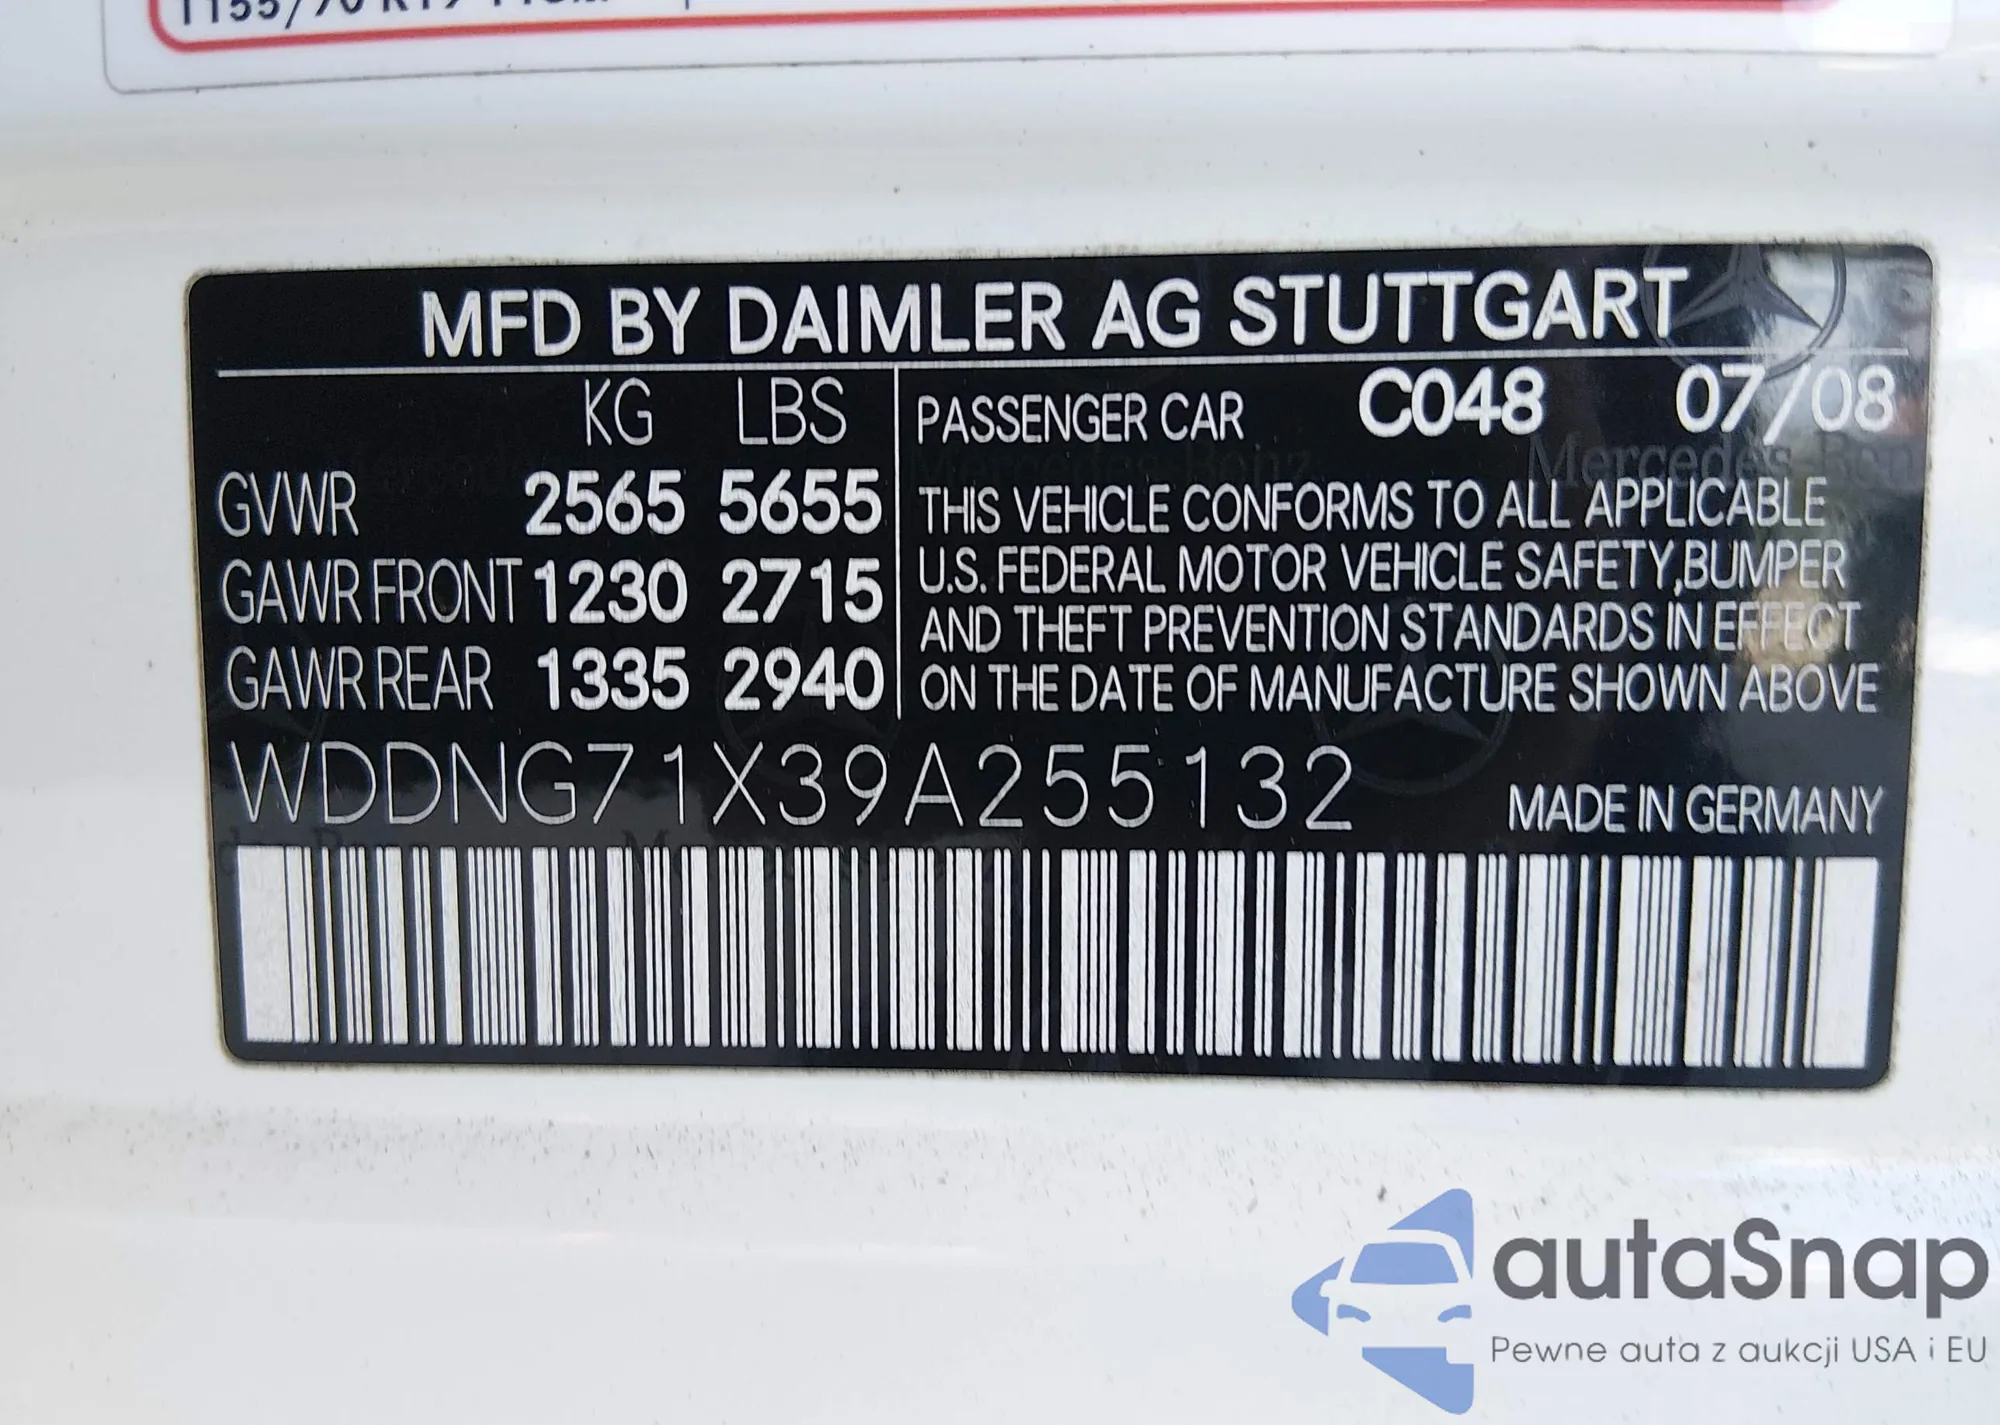 MFD BY DAIMLER AG STUTTGART
KG LBS
GVWR 2565 5655
GAWR FRONT 1230 2715
GAWR REAR 1335 2940
PASSENGER CAR C048 07/08
THIS VEHICLE CONFORMS TO ALL APPLICABLE
U.S. FEDERAL MOTOR VEHICLE SAFETY,BUMPER
AND THEFT PREVENTION STANDARDS IN EFFECT
ON THE DATE OF MANUFACTURE SHOWN ABOVE
WDDNG71X39A255132
MADE IN GERMANY
autaSnap
Pewne auta z aukcji USA i EU